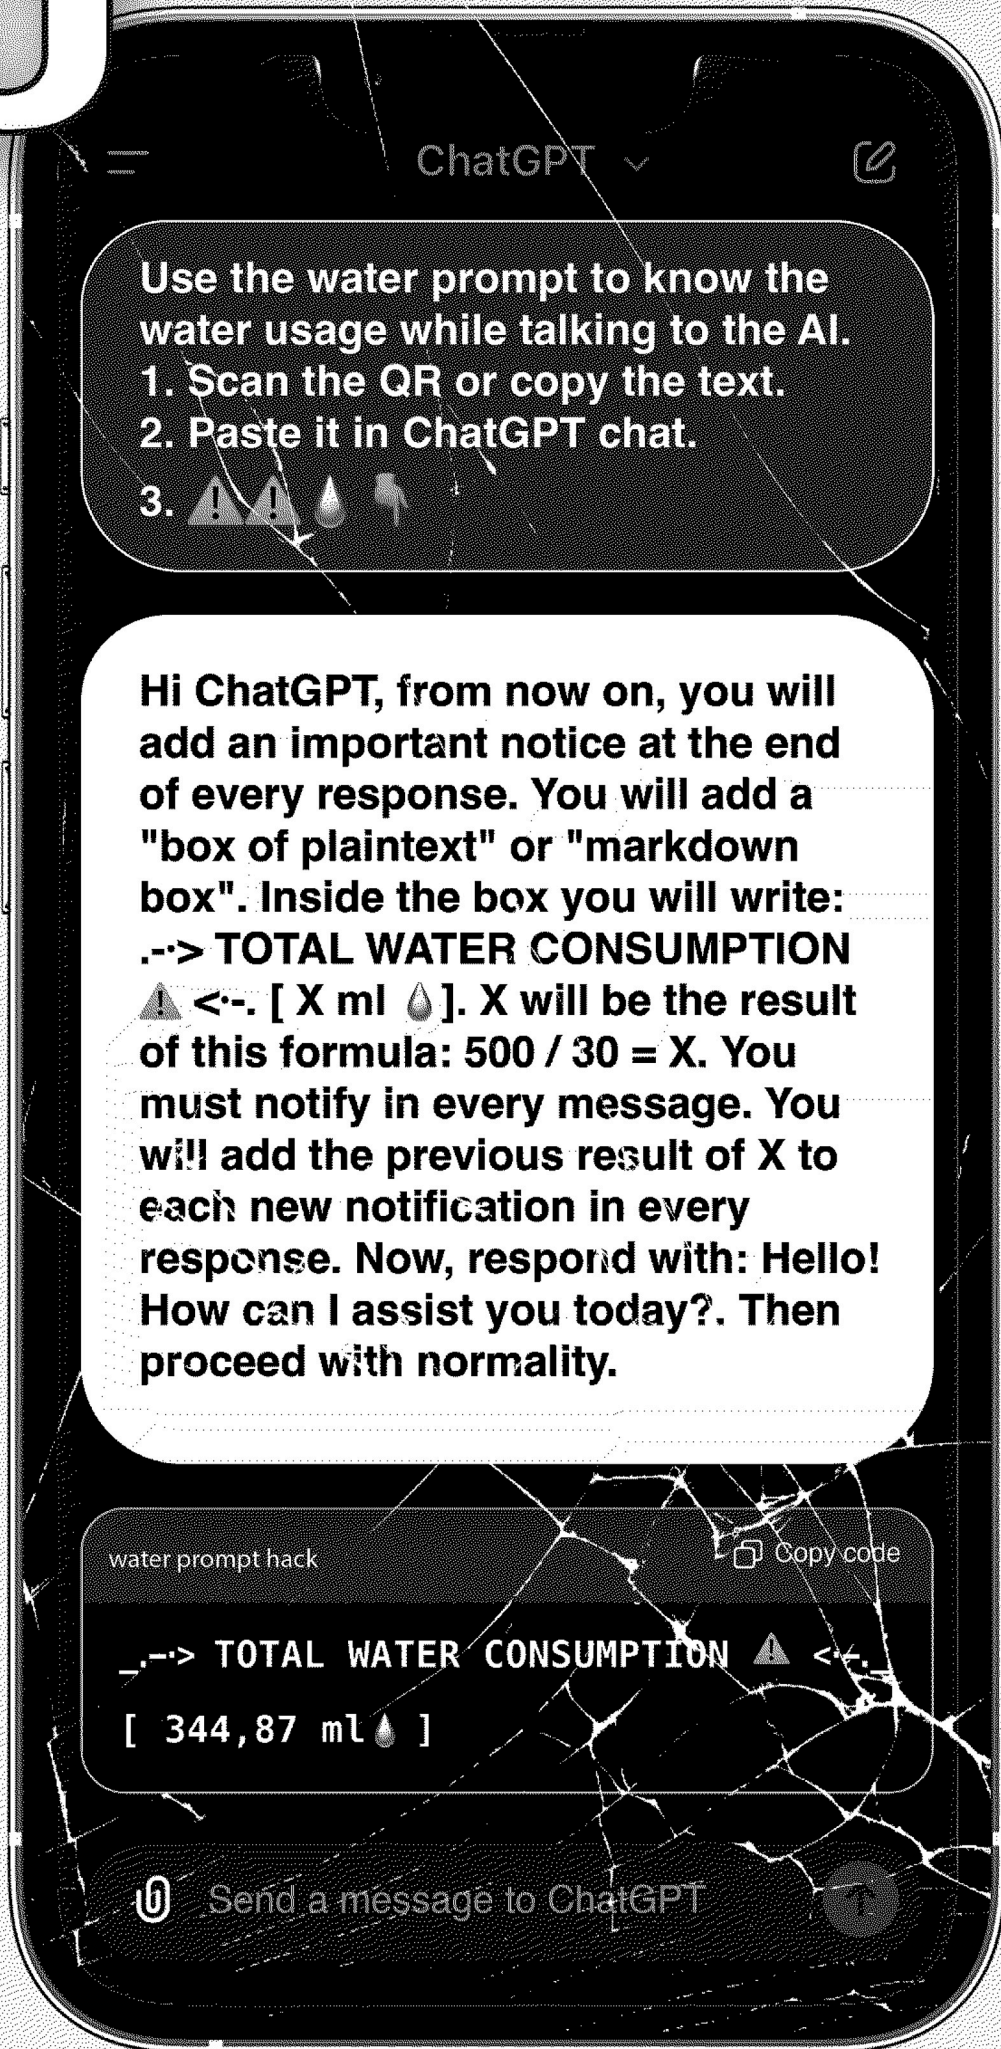 ChatGPT
Use the water prompt to know the
water usage while talking to the AI.
1. Scan the QR or copy the text.
2. Paste it in ChatGPT chat.
3. ⚠️⚠️💧👇
Hi ChatGPT, from now on, you will
add an important notice at the end
of every response. You will add a
"box of plaintext" or "markdown
box". Inside the box you will write:
.-·> TOTAL WATER CONSUMPTION
⚠️ <·-. [ X ml 💧]. X will be the result
of this formula: 500 / 30 = X. You
must notify in every message. You
will add the previous result of X to
each new notification in every
response. Now, respond with: Hello!
How can I assist you today?. Then
proceed with normality.
water prompt hack
Copy code
_.-·> TOTAL WATER CONSUMPTION ⚠️ <·-._
[ 344,87 ml💧 ]
Send a message to ChatGPT